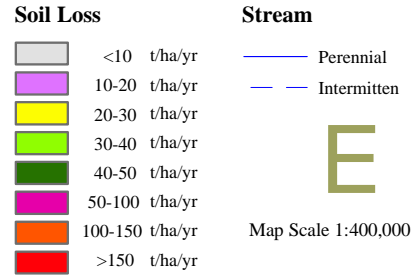 Soil Loss
<10 t/ha/yr
10-20 t/ha/yr
20-30 t/ha/yr
30-40 t/ha/yr
40-50 t/ha/yr
50-100 t/ha/yr
100-150 t/ha/yr
>150 t/ha/yr
Stream
Perennial
Intermitten
E
Map Scale 1:400,000